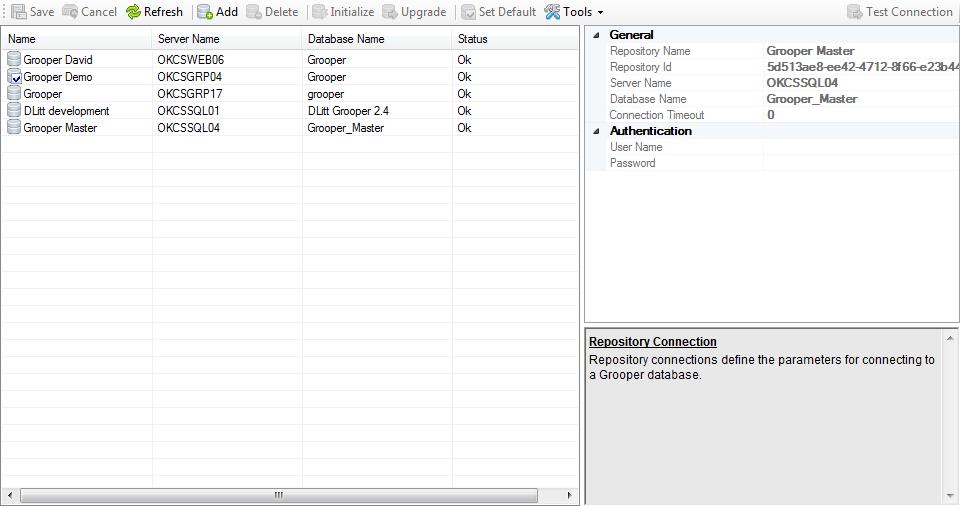 Save Cancel Refresh Add Delete Initialize Upgrade Set Default Tools Test Connection
Name Server Name Database Name Status
Grooper David OKCSWEB06 Grooper Ok
Grooper Demo OKCSGRP04 Grooper Ok
Grooper OKCSGRP17 grooper Ok
DLitt development OKCSSQL01 DLitt Grooper 2.4 Ok
Grooper Master OKCSSQL04 Grooper_Master Ok
General
Repository Name Grooper Master
Repository Id 5d513ae8-ee42-4712-8f66-e23b44
Server Name OKCSSQL04
Database Name Grooper_Master
Connection Timeout 0
Authentication
User Name
Password
Repository Connection
Repository connections define the parameters for connecting to
a Grooper database.